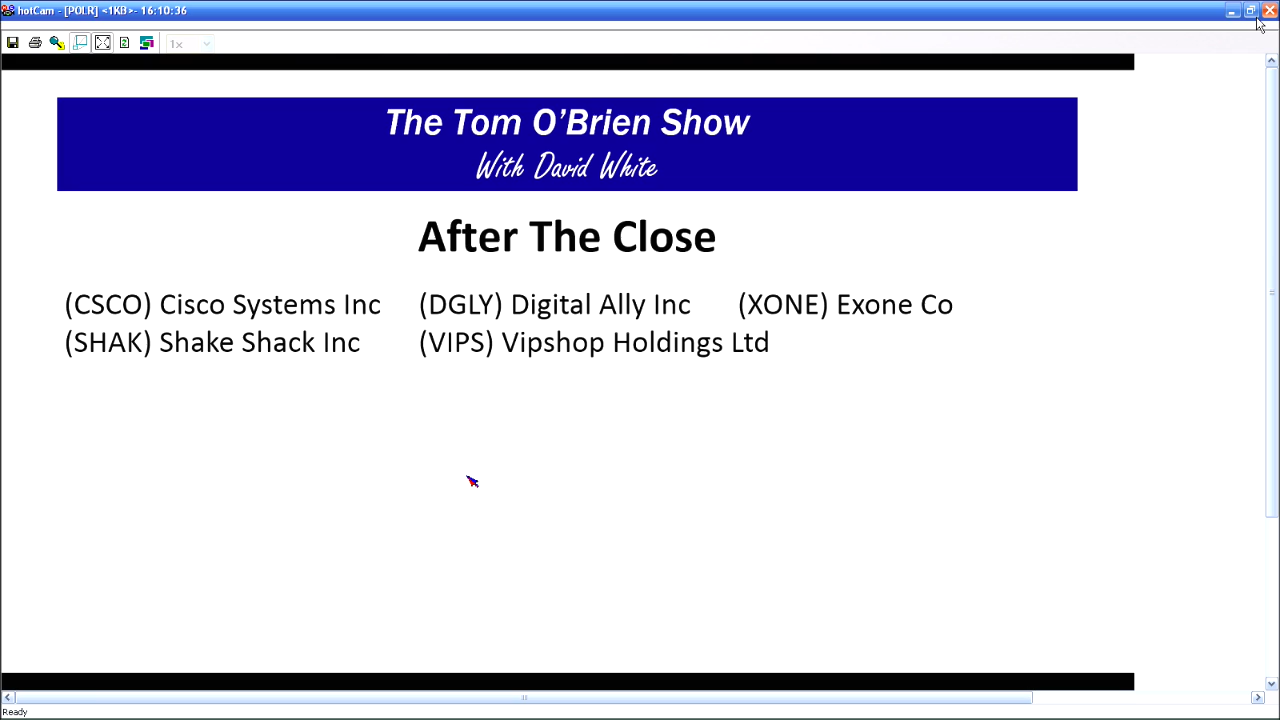 hotCam - [POLR] <1KB>- 16:10:36
1x
The Tom O'Brien Show
With David White
After The Close
(CSCO) Cisco Systems Inc (DGLY) Digital Ally Inc (XONE) Exone Co
(SHAK) Shake Shack Inc (VIPS) Vipshop Holdings Ltd
Ready